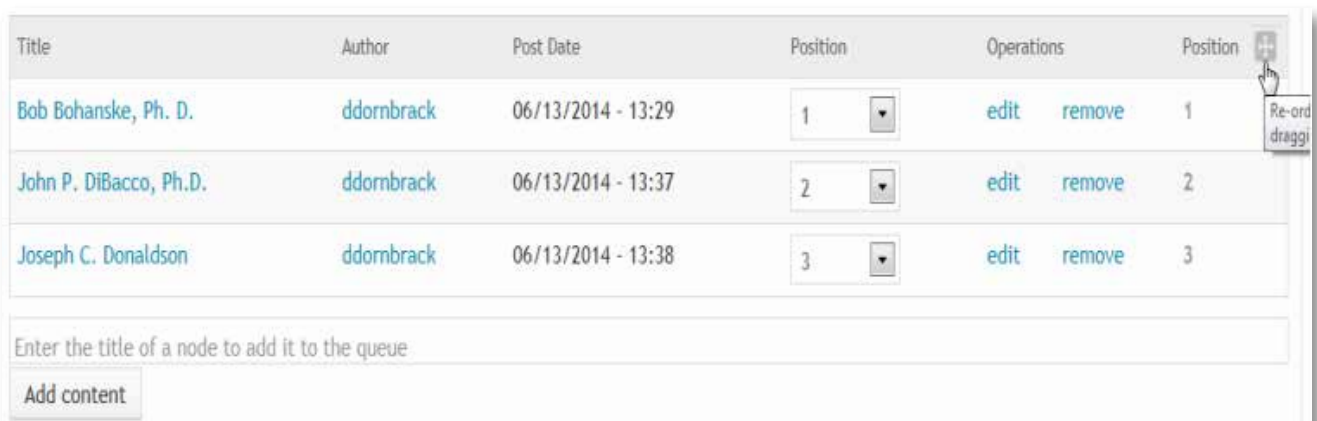 Title Author Post Date Position Operations Position
Bob Bohanske, Ph. D. ddornbrack 06/13/2014 - 13:29 1 edit remove 1
Re-ord
draggi
John P. DiBacco, Ph.D. ddornbrack 06/13/2014 - 13:37 2 edit remove 2
Joseph C. Donaldson ddornbrack 06/13/2014 - 13:38 3 edit remove 3
Enter the title of a node to add it to the queue
Add content